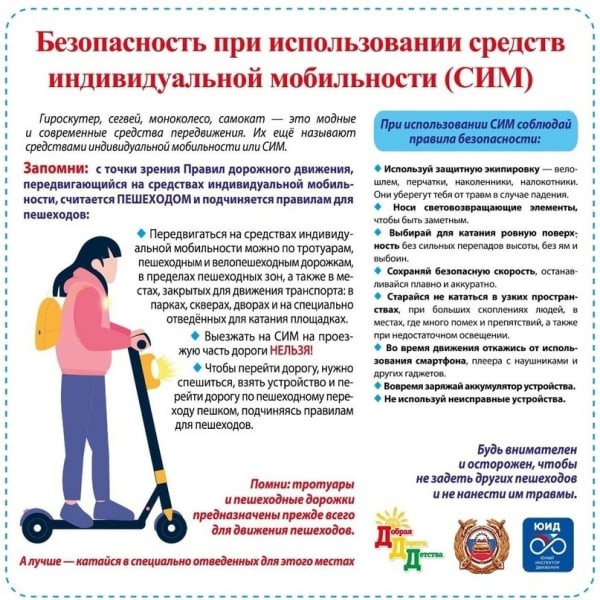 Безопасность при использовании средств
индивидуальной мобильности (СИМ)
Гироскутер, сегвей, моноколесо, самокат — это модные
и современные средства передвижения. Их ещё называют
средствами индивидуальной мобильности или СИМ.
Запомни: с точки зрения Правил дорожного движения,
передвигающийся на средствах индивидуальной мобиль-
ности, считается ПЕШЕХОДОМ и подчиняется правилам для
пешеходов:
◆ Передвигаться на средствах индивиду-
альной мобильности можно по тротуарам,
пешеходным и велопешеходным дорожкам,
в пределах пешеходных зон, а также в ме-
стах, закрытых для движения транспорта: в
парках, скверах, дворах и на специально
отведённых для катания площадках.
◆ Выезжать на СИМ на проез-
жую часть дороги НЕЛЬЗЯ!
◆ Чтобы перейти дорогу, нужно
спешиться, взять устройство и пе-
рейти дорогу по пешеходному пере-
ходу пешком, подчиняясь правилам
для пешеходов.
Помни: тротуары
и пешеходные дорожки
предназначены прежде всего
для движения пешеходов.
А лучше — катайся в специально отведенных для этого местах
При использовании СИМ соблюдай
правила безопасности:
◆ Используй защитную экипировку — вело-
шлем, перчатки, наколенники, налокотники.
Они уберегут тебя от травм в случае падения.
◆ Носи световозвращающие элементы,
чтобы быть заметным.
◆ Выбирай для катания ровную поверх-
ность без сильных перепадов высоты, без ям и
выбоин.
◆ Сохраняй безопасную скорость, останав-
ливайся плавно и аккуратно.
◆ Старайся не кататься в узких простран-
ствах, при больших скоплениях людей, в
местах, где много помех и препятствий, а также
при недостаточном освещении.
◆ Во время движения откажись от исполь-
зования смартфона, плеера с наушниками и
других гаджетов.
◆ Вовремя заряжай аккумулятор устройства.
◆ Не используй неисправные устройства.
Будь внимателен
и осторожен, чтобы
не задеть других пешеходов
и не нанести им травмы.
Добрая
Дорога
Детства
ЮИД
ЮНЫЙ
ИНСПЕКТОР
ДВИЖЕНИЯ